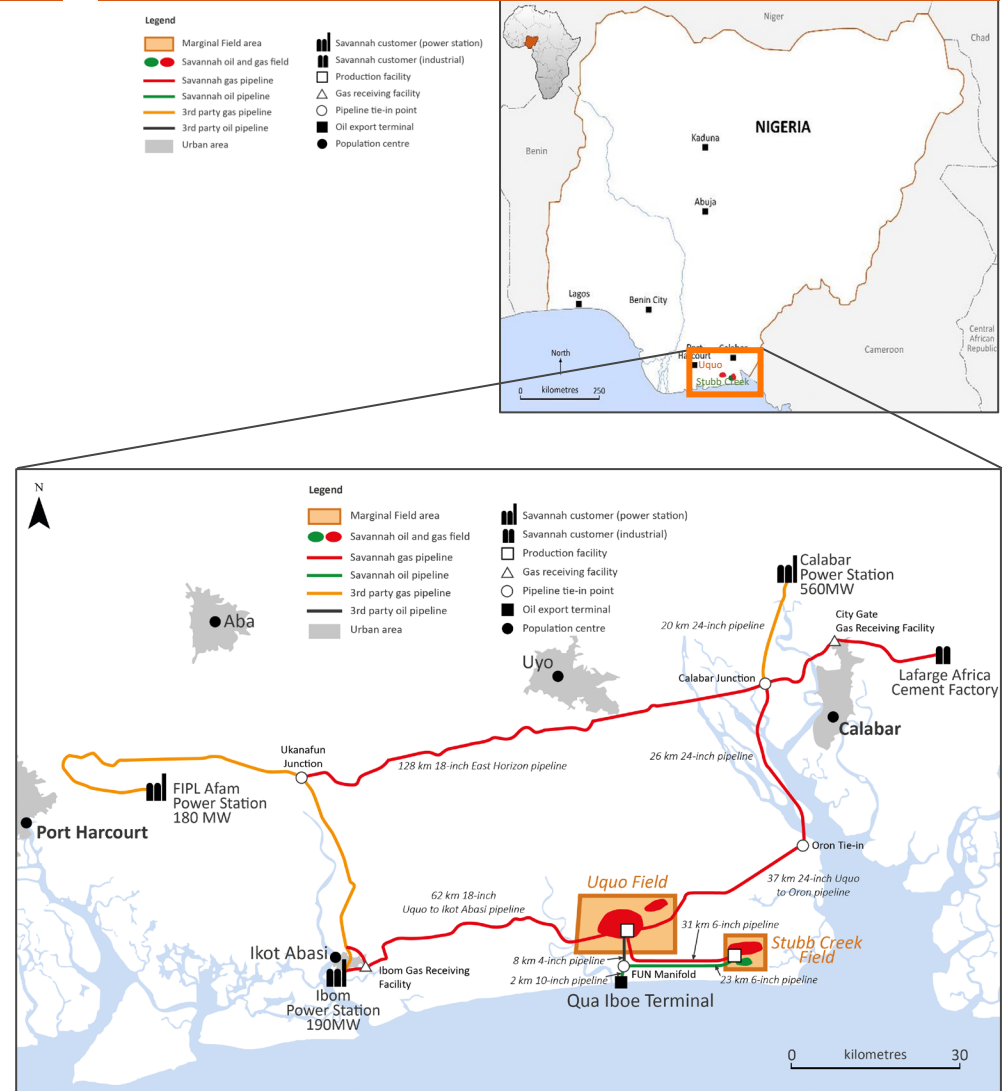 Legend
Marginal Field area
Savannah oil and gas field
Savannah gas pipeline
Savannah oil pipeline
3rd party gas pipeline
3rd party oil pipeline
Urban area
Savannah customer (power station)
Savannah customer (industrial)
Production facility
Gas receiving facility
Pipeline tie-in point
Oil export terminal
Population centre
Niger
Chad
Benin
NIGERIA
Kaduna
Abuja
Lagos
Benin City
Cameroon
Central
African
Republic
North
kilometres
0 250
Port
Harcourt
Calabar
Uquo
Stubb Creek
N
Legend
Marginal Field area
Savannah oil and gas field
Savannah gas pipeline
Savannah oil pipeline
3rd party gas pipeline
3rd party oil pipeline
Urban area
Savannah customer (power station)
Savannah customer (industrial)
Production facility
Gas receiving facility
Pipeline tie-in point
Oil export terminal
Population centre
Aba
Uyo
Calabar
Power Station
560MW
20 km 24-inch pipeline
City Gate
Gas Receiving Facility
Calabar Junction
Lafarge Africa
Cement Factory
Calabar
Ukanafun
Junction
128 km 18-inch East Horizon pipeline
26 km 24-inch pipeline
FIPL Afam
Power Station
180 MW
Port Harcourt
Oron Tie-in
37 km 24-inch Uquo
to Oron pipeline
62 km 18-inch
Uquo to Ikot Abasi pipeline
Uquo Field
31 km 6-inch pipeline
Stubb Creek
Field
Ikot Abasi
Ibom Gas Receiving
Facility
8 km 4-inch pipeline
FUN Manifold
2 km 10-inch pipeline
23 km 6-inch pipeline
Qua Iboe Terminal
Ibom
Power Station
190MW
0 kilometres 30